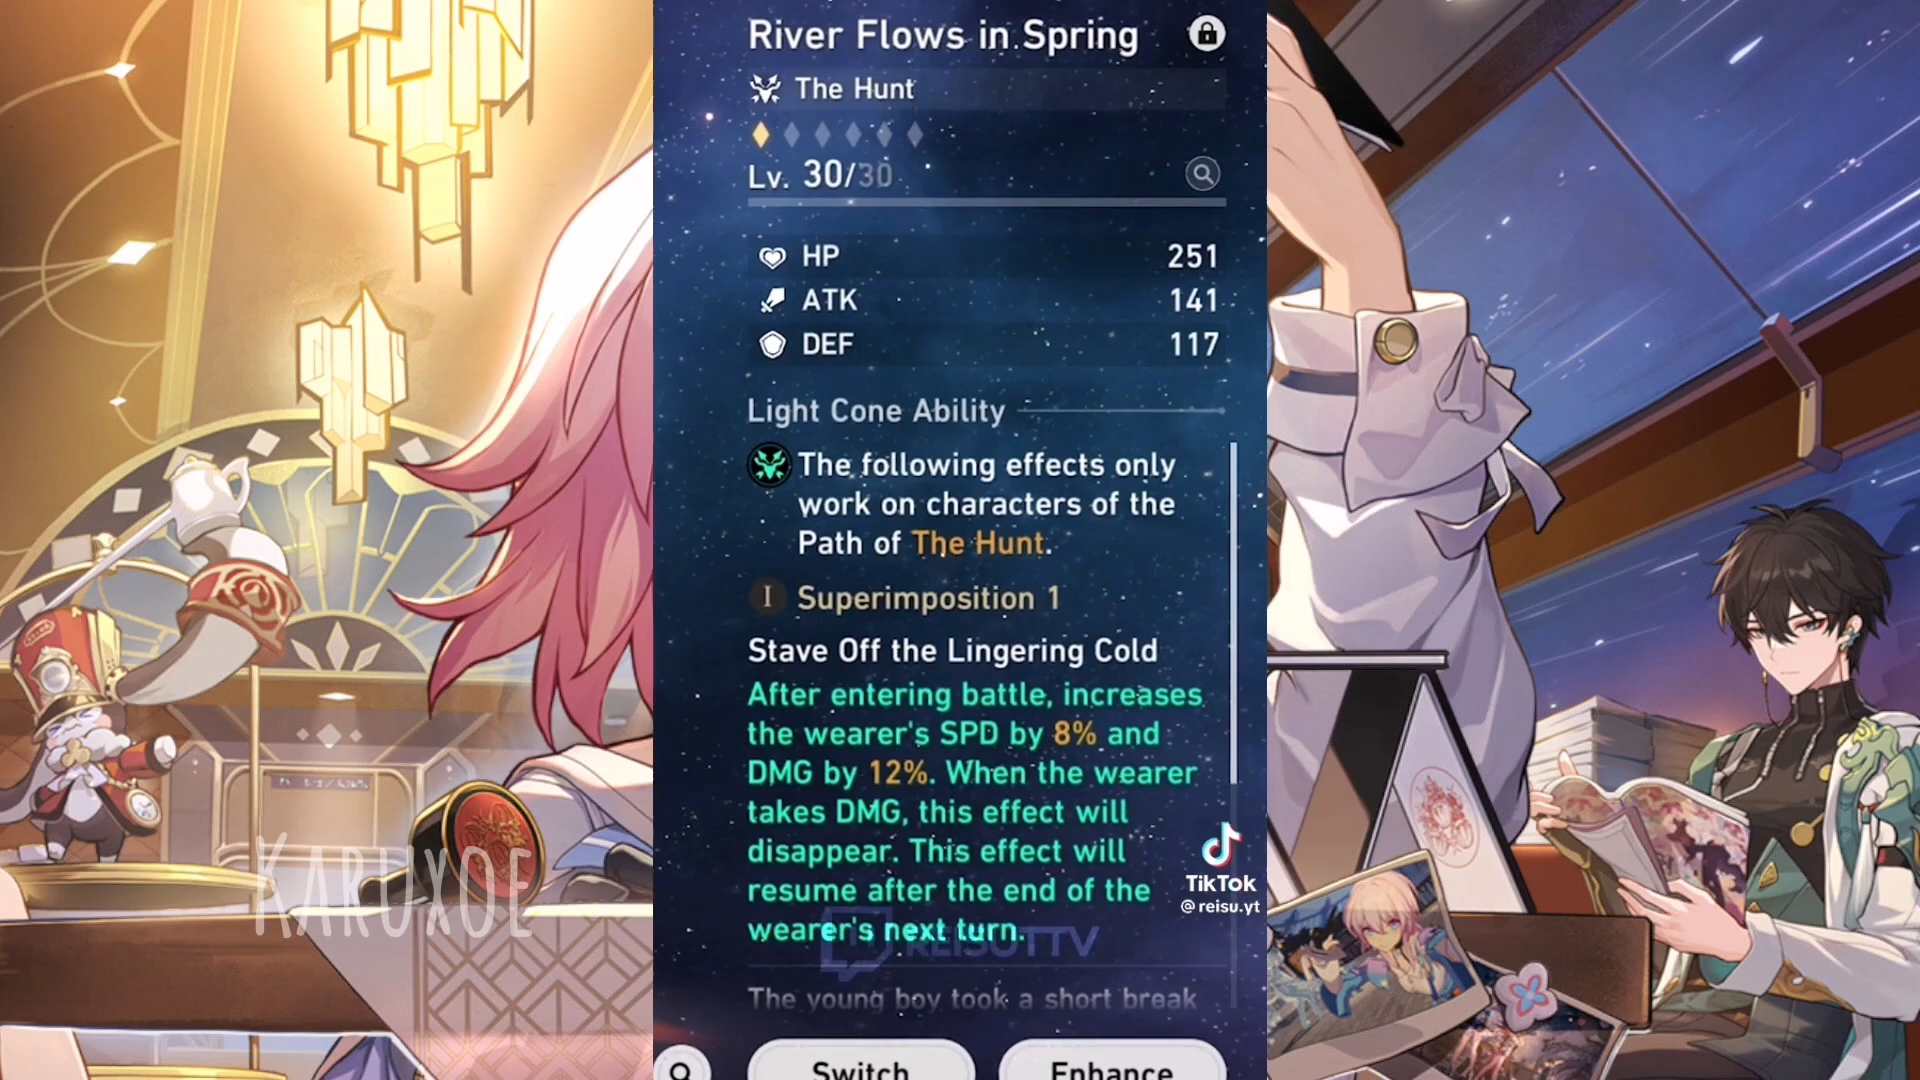 River Flows in Spring
The Hunt
Lv. 30/30
HP 251
ATK 141
DEF 117
Light Cone Ability
The following effects only
work on characters of the
Path of The Hunt.
I Superimposition 1
Stave Off the Lingering Cold
After entering battle, increases
the wearer's SPD by 8% and
DMG by 12%. When the wearer
takes DMG, this effect will
disappear. This effect will
resume after the end of the
wearer's next turn.
REISUTTV
The young boy took a short break
Switch
Enhance
TikTok
@reisu.yt
KARUXOE